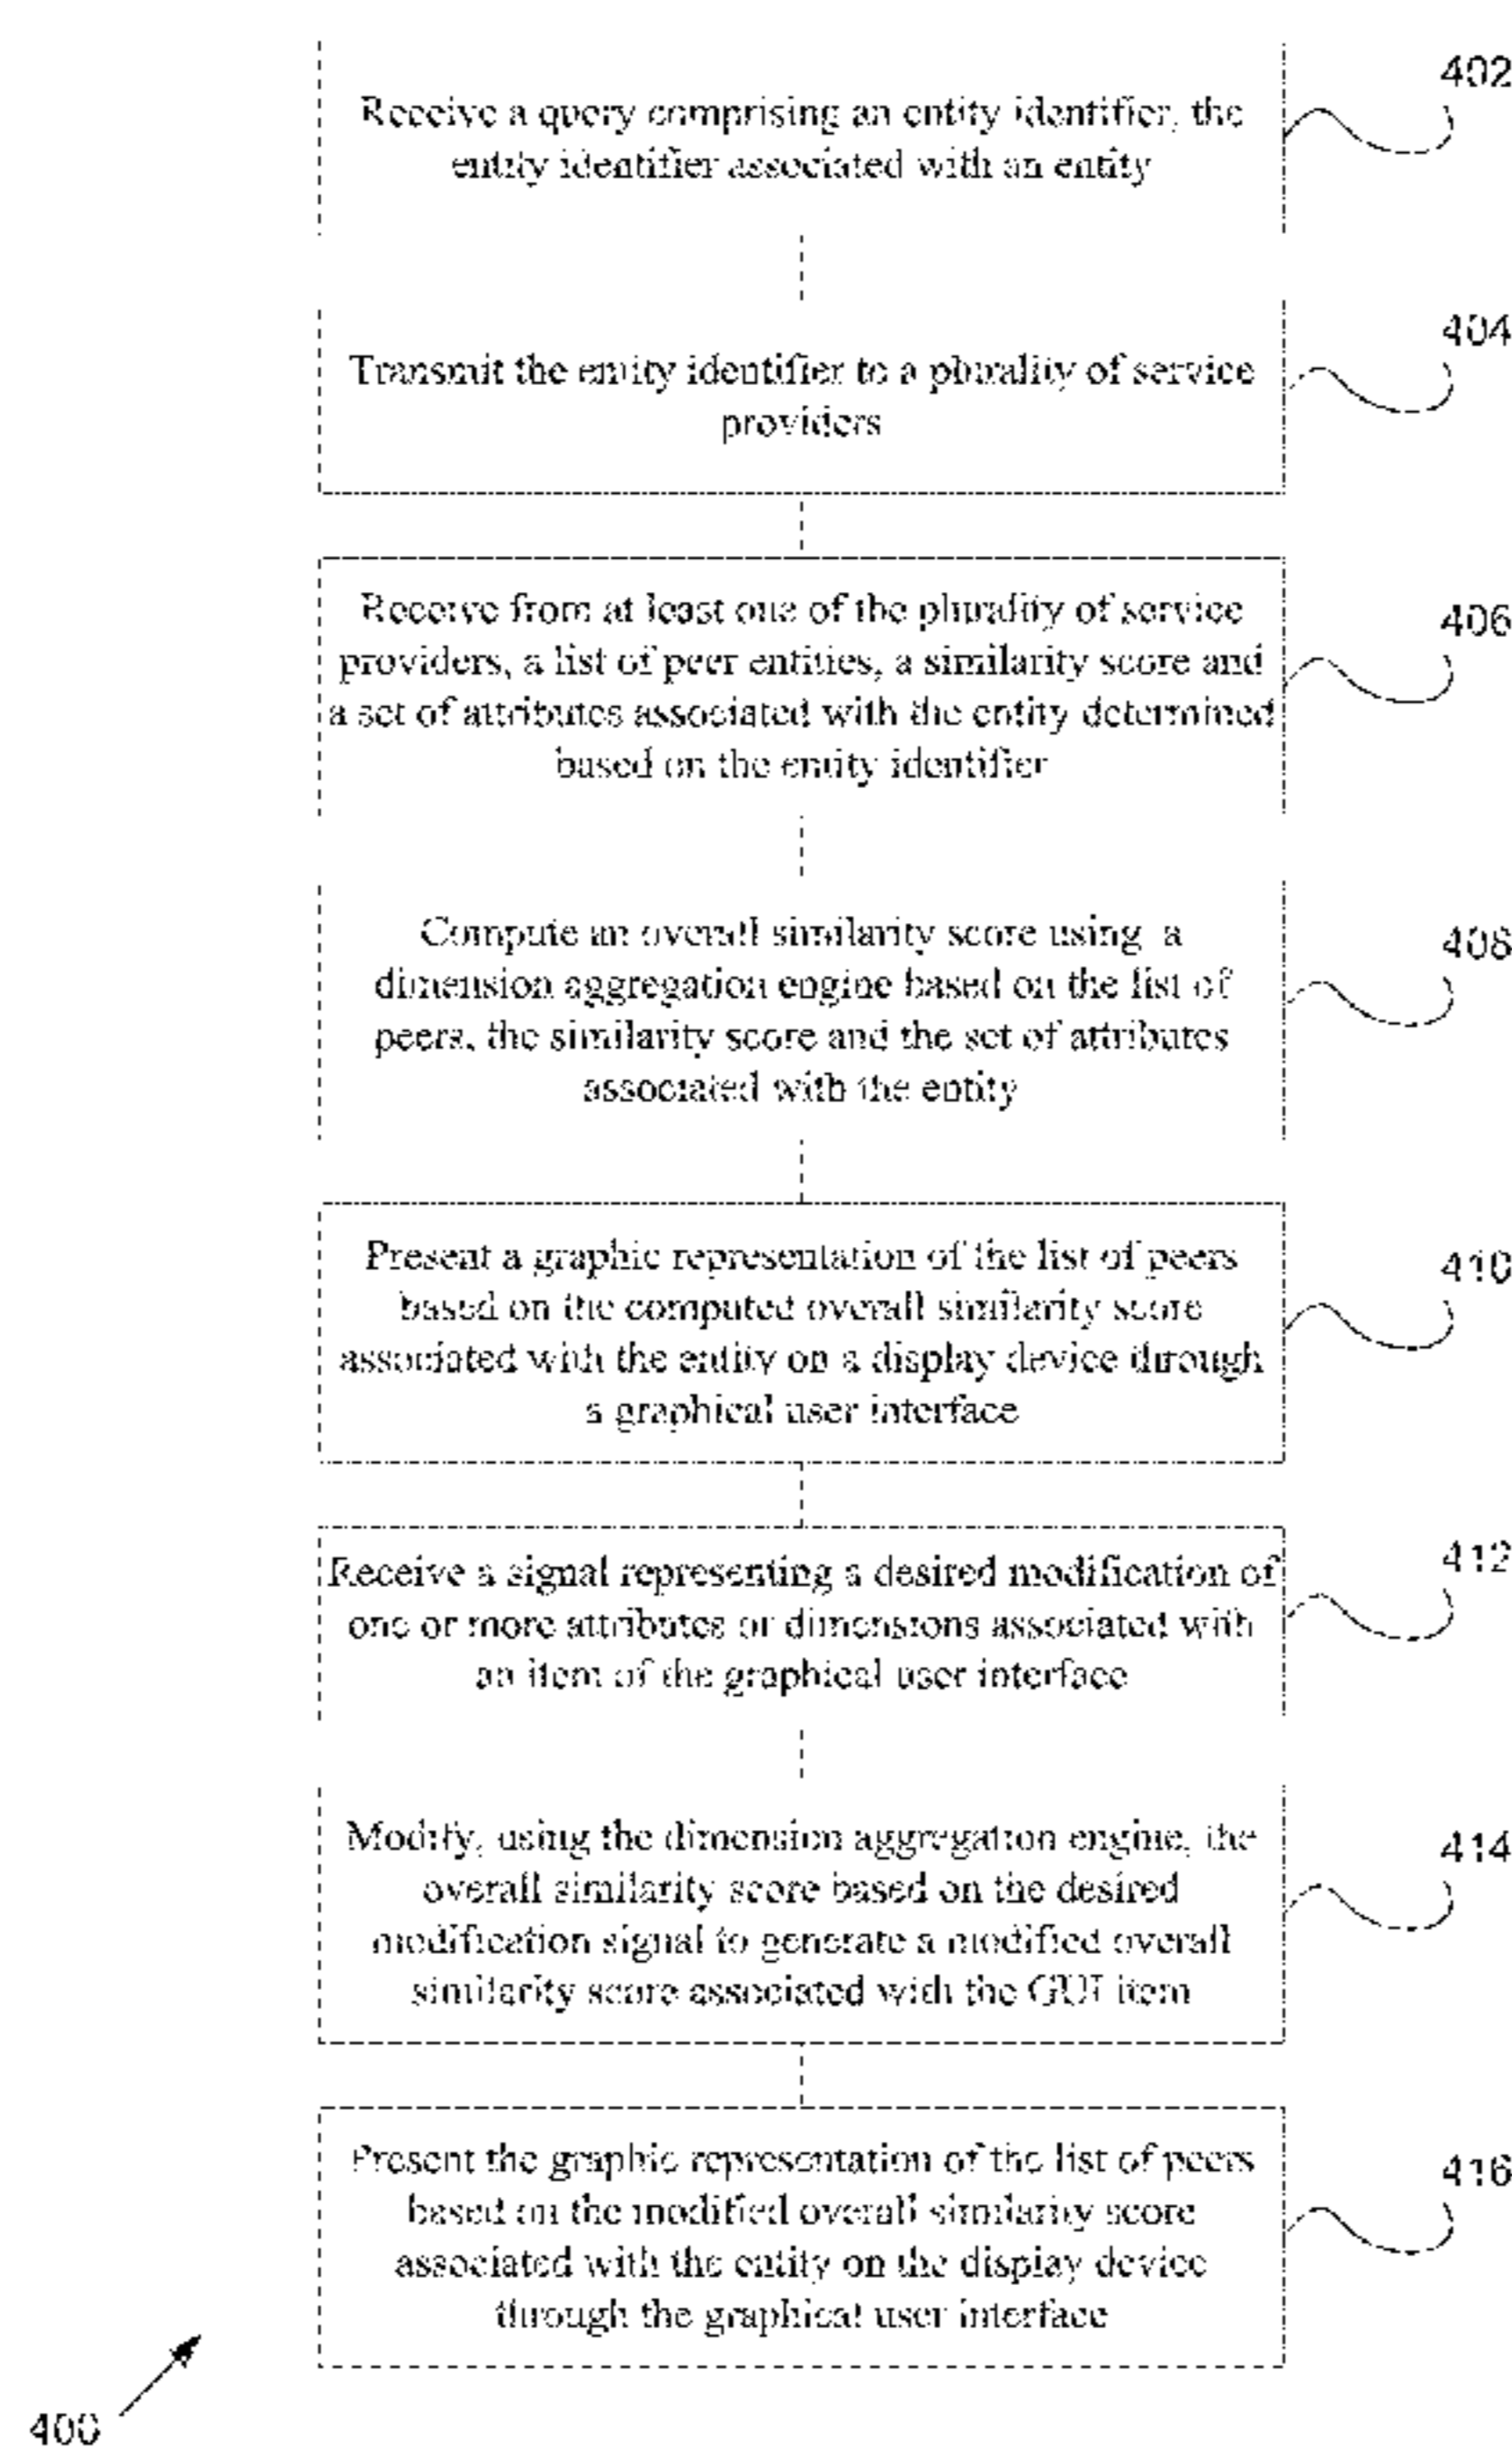 402
Receive a query comprising an entity identifier, the
entity identifier associated with an entity
404
Transmit the entity identifier to a plurality of service
providers
406
Receive from at least one of the plurality of service
providers, a list of peer entities, a similarity score and
a set of attributes associated with the entity determined
based on the entity identifier
408
Compute an overall similarity score using a
dimension aggregation engine based on the list of
peers, the similarity score and the set of attributes
associated with the entity
410
Present a graphic representation of the list of peers
based on the computed overall similarity score
associated with the entity on a display device through
a graphical user interface
412
Receive a signal representing a desired modification of
one or more attributes or dimensions associated with
an item of the graphical user interface
414
Modify, using the dimension aggregation engine, the
overall similarity score based on the desired
modification signal to generate a modified overall
similarity score associated with the GUI item
416
Present the graphic representation of the list of peers
based on the modified overall similarity score
associated with the entity on the display device
through the graphical user interface
400